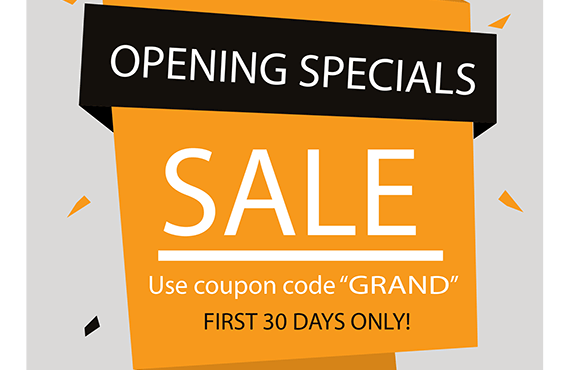 OPENING SPECIALS
SALE
Use coupon code “GRAND”
FIRST 30 DAYS ONLY!